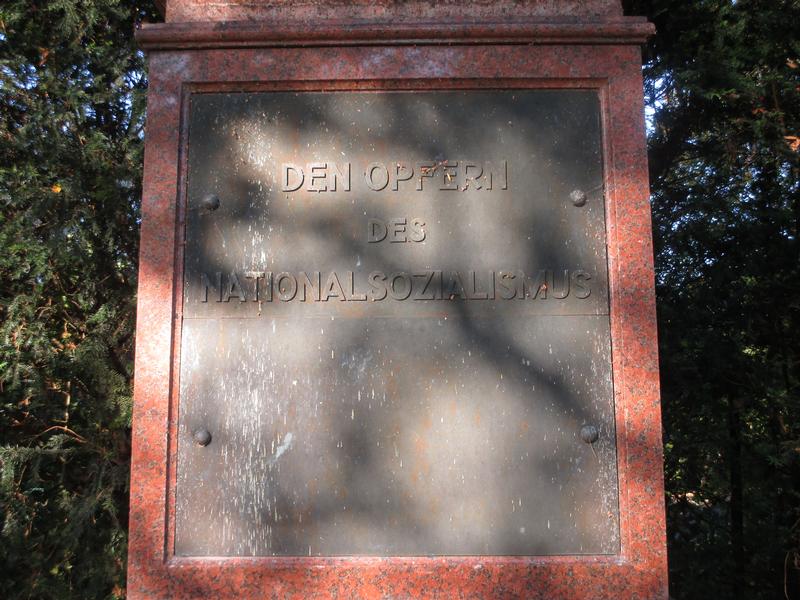 DEN OPFERN
DES
NATIONALSOZIALISMUS